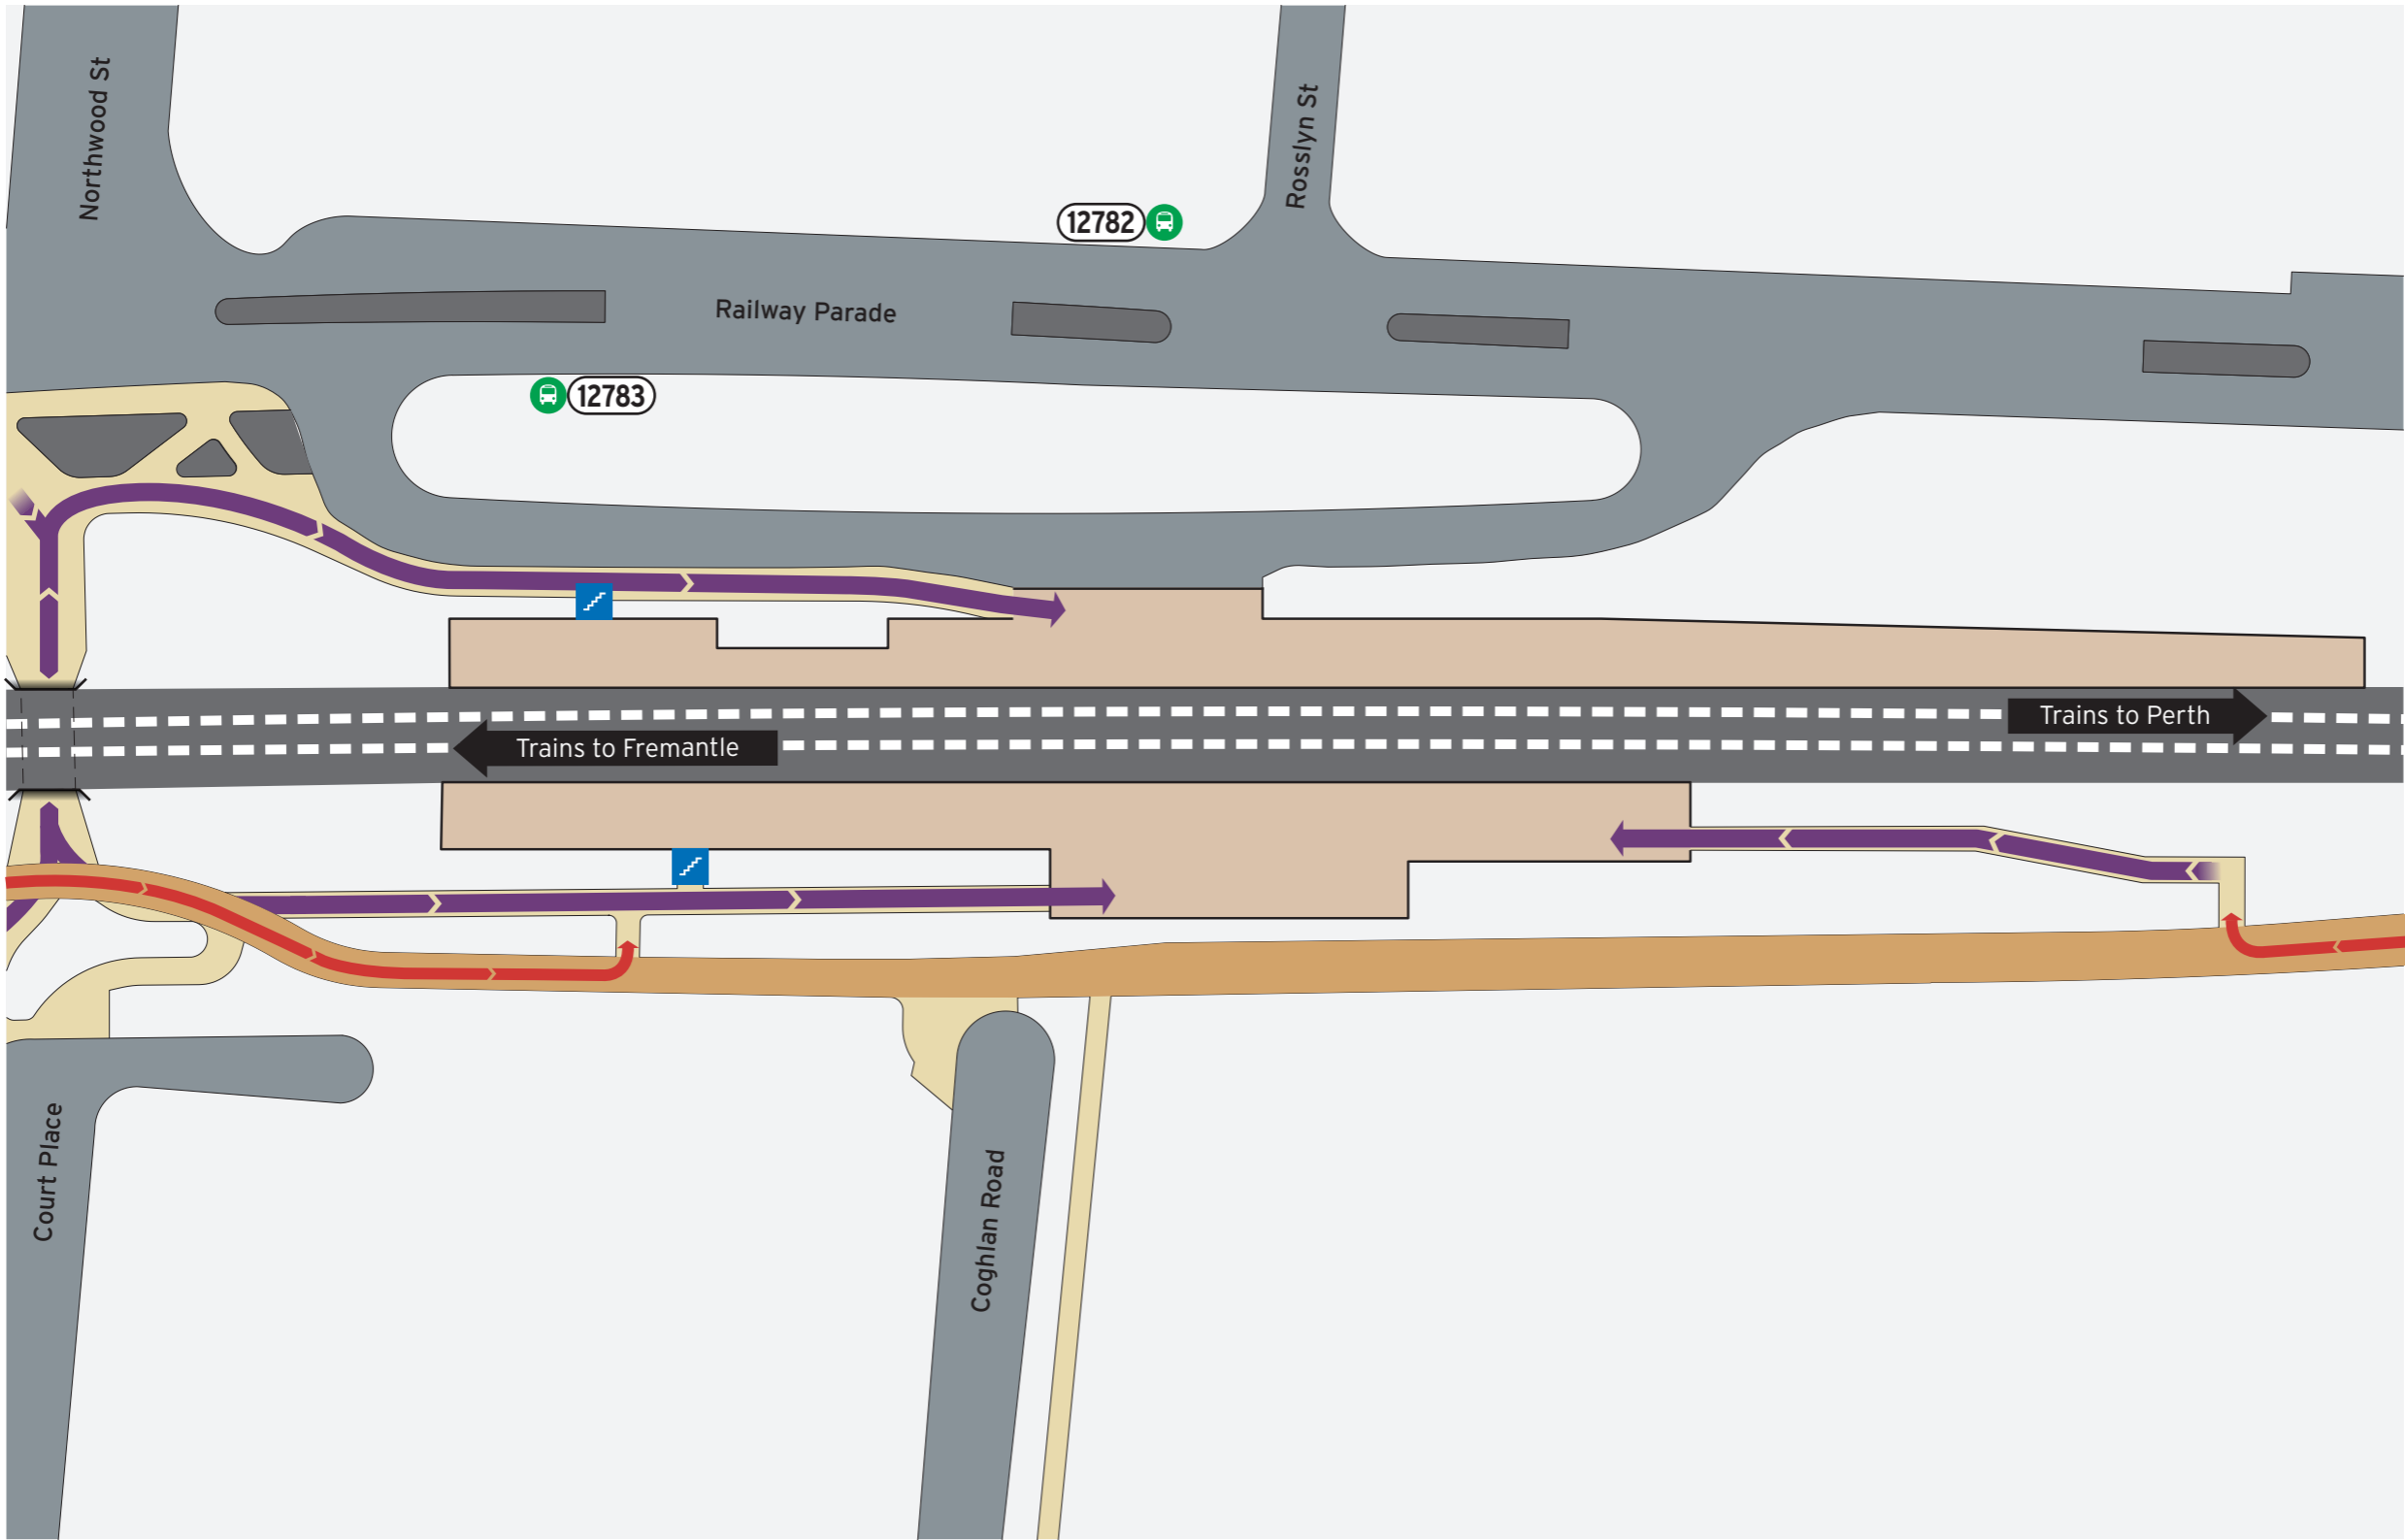 Northwood St
Rosslyn St
12782
Railway Parade
12783
Trains to Perth
Trains to Fremantle
Court Place
Coghlan Road